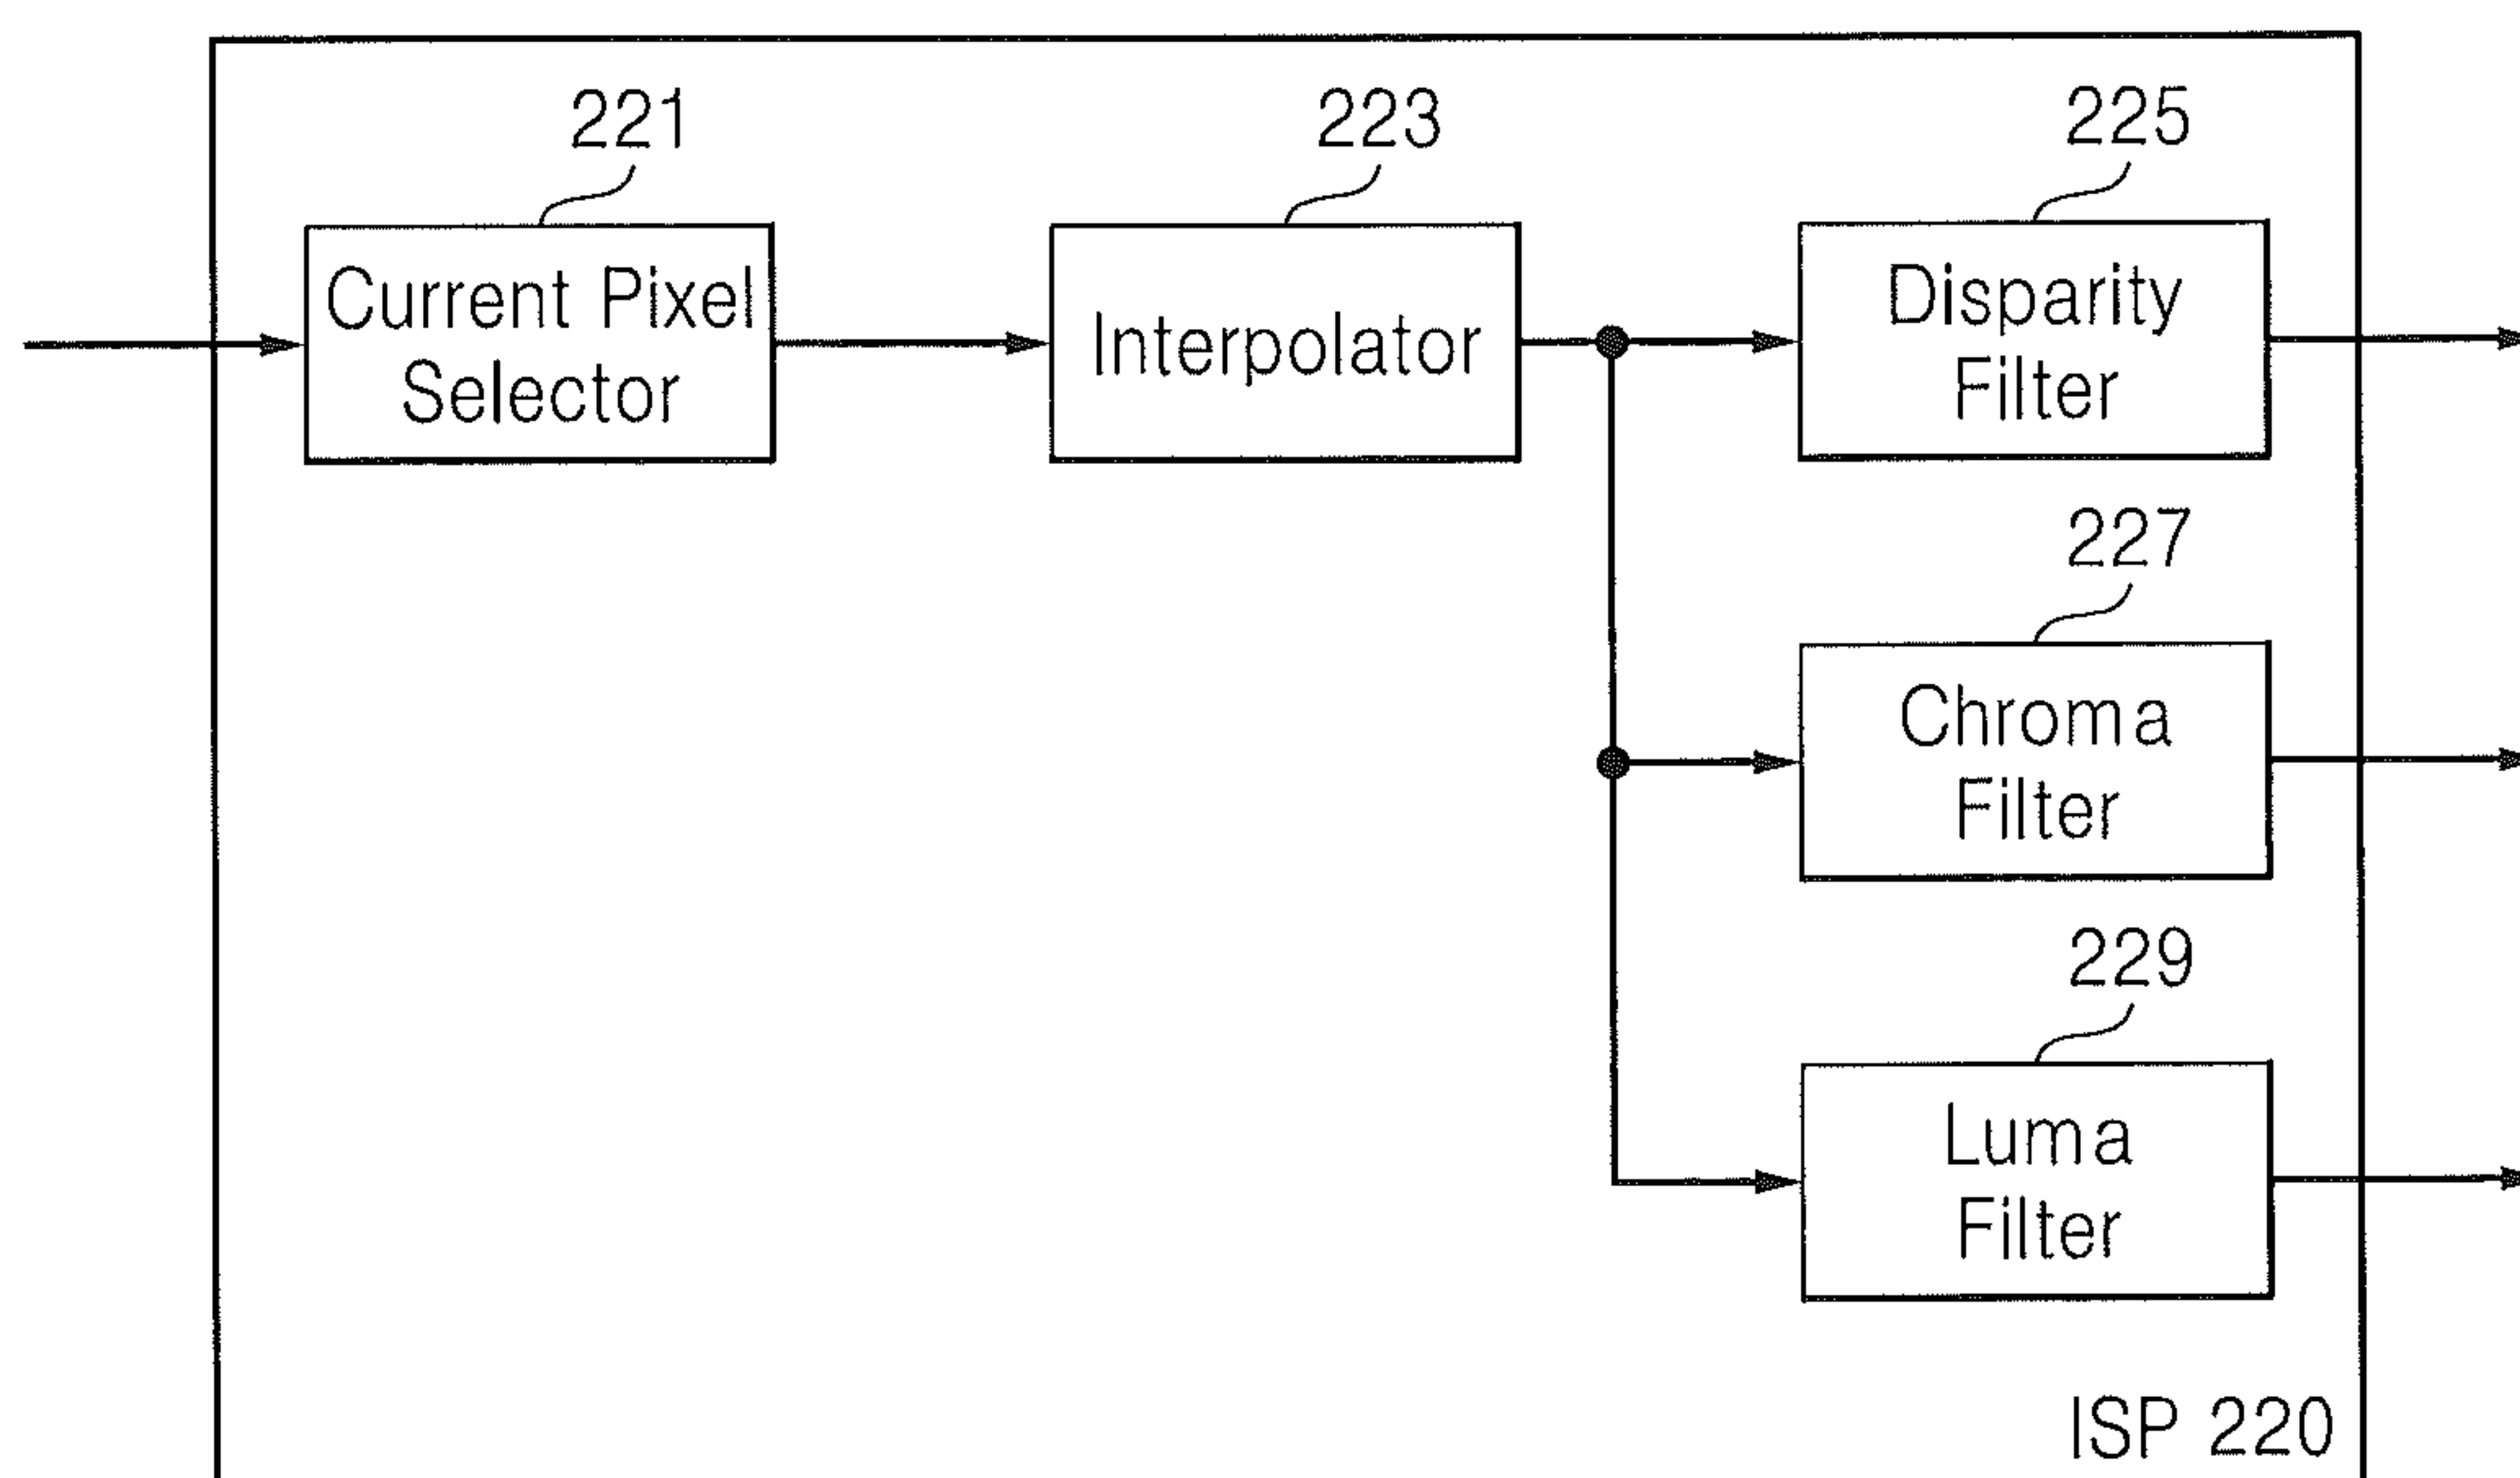 221
223
225
Current Pixel
Selector
Interpolator
Disparity
Filter
227
Chroma
Filter
229
Luma
Filter
ISP 220